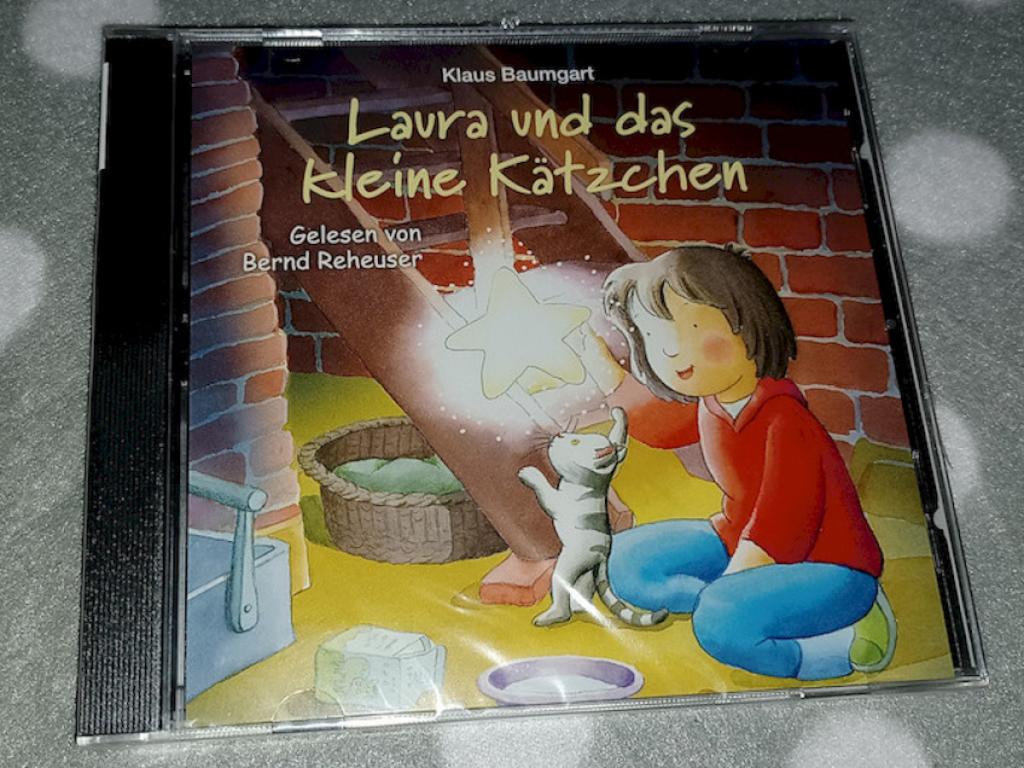 Klaus Baumgart
Laura und das
kleine Kätzchen
Gelesen von
Bernd Reheuser